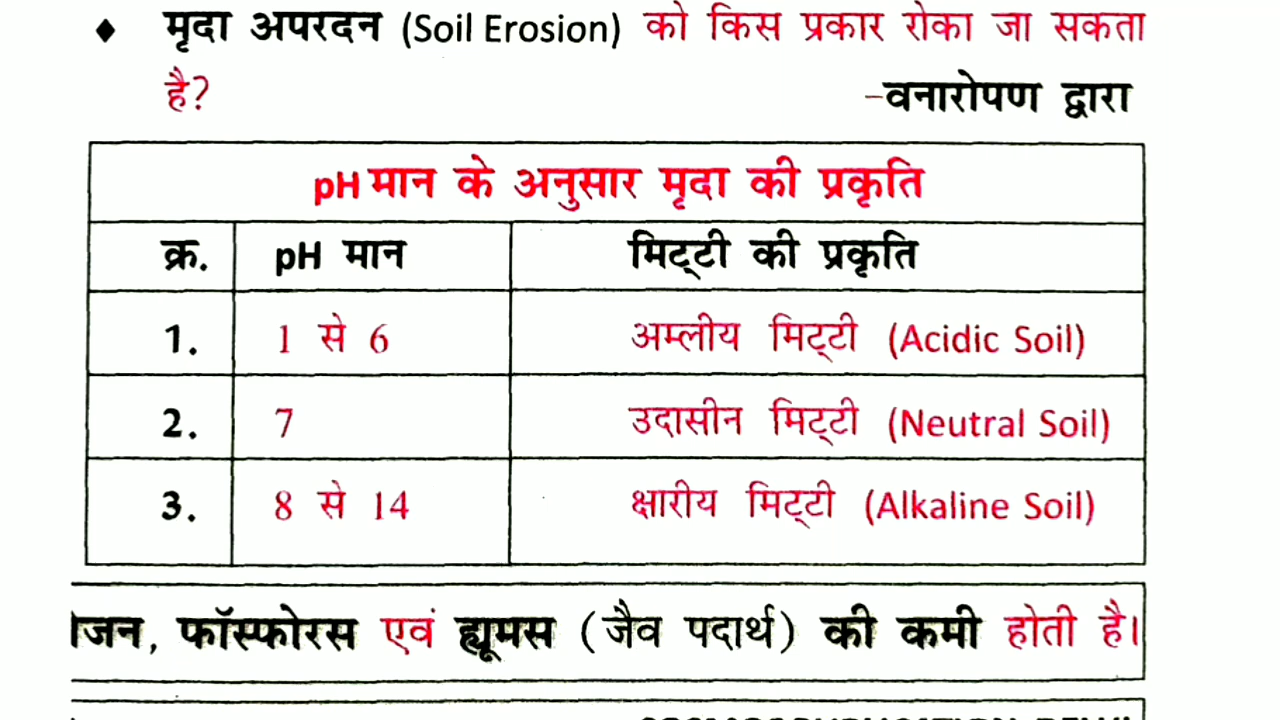 ♦ मृदा अपरदन (Soil Erosion) को किस प्रकार रोका जा सकता
है? –वनारोपण द्वारा
pH मान के अनुसार मृदा की प्रकृति
क्र. pH मान मिट्टी की प्रकृति
1. 1 से 6 अम्लीय मिट्टी (Acidic Soil)
2. 7 उदासीन मिट्टी (Neutral Soil)
3. 8 से 14 क्षारीय मिट्टी (Alkaline Soil)
जन, फॉस्फोरस एवं ह्यूमस (जैव पदार्थ) की कमी होती है।